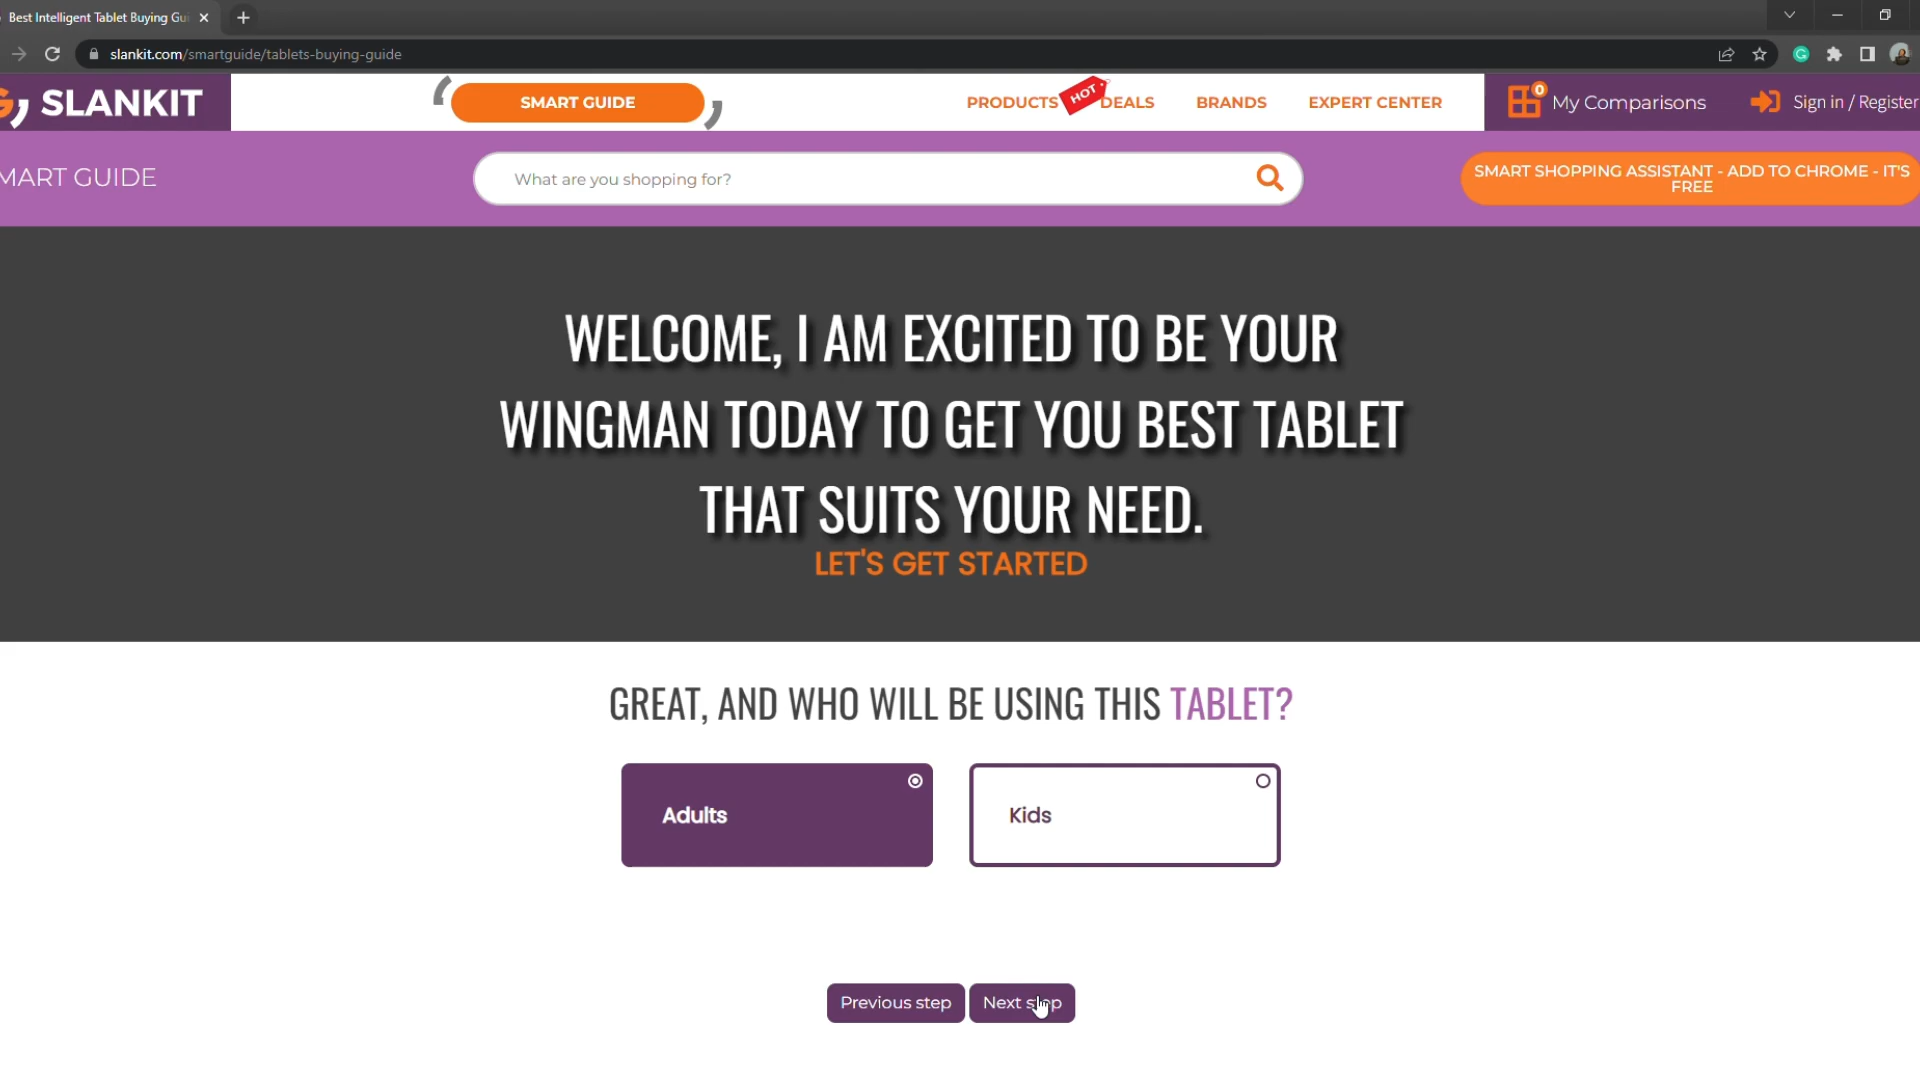 Best Intelligent Tablet Buying Gui
slankit.com/smartguide/tablets-buying-guide
SLANKIT
SMART GUIDE
PRODUCTS
HOT
DEALS
BRANDS
EXPERT CENTER
0
My Comparisons
Sign in / Register
MART GUIDE
What are you shopping for?
SMART SHOPPING ASSISTANT - ADD TO CHROME - IT'S
FREE
WELCOME, I AM EXCITED TO BE YOUR
WINGMAN TODAY TO GET YOU BEST TABLET
THAT SUITS YOUR NEED.
LET'S GET STARTED
GREAT, AND WHO WILL BE USING THIS TABLET?
Adults
Kids
Previous step
Next step